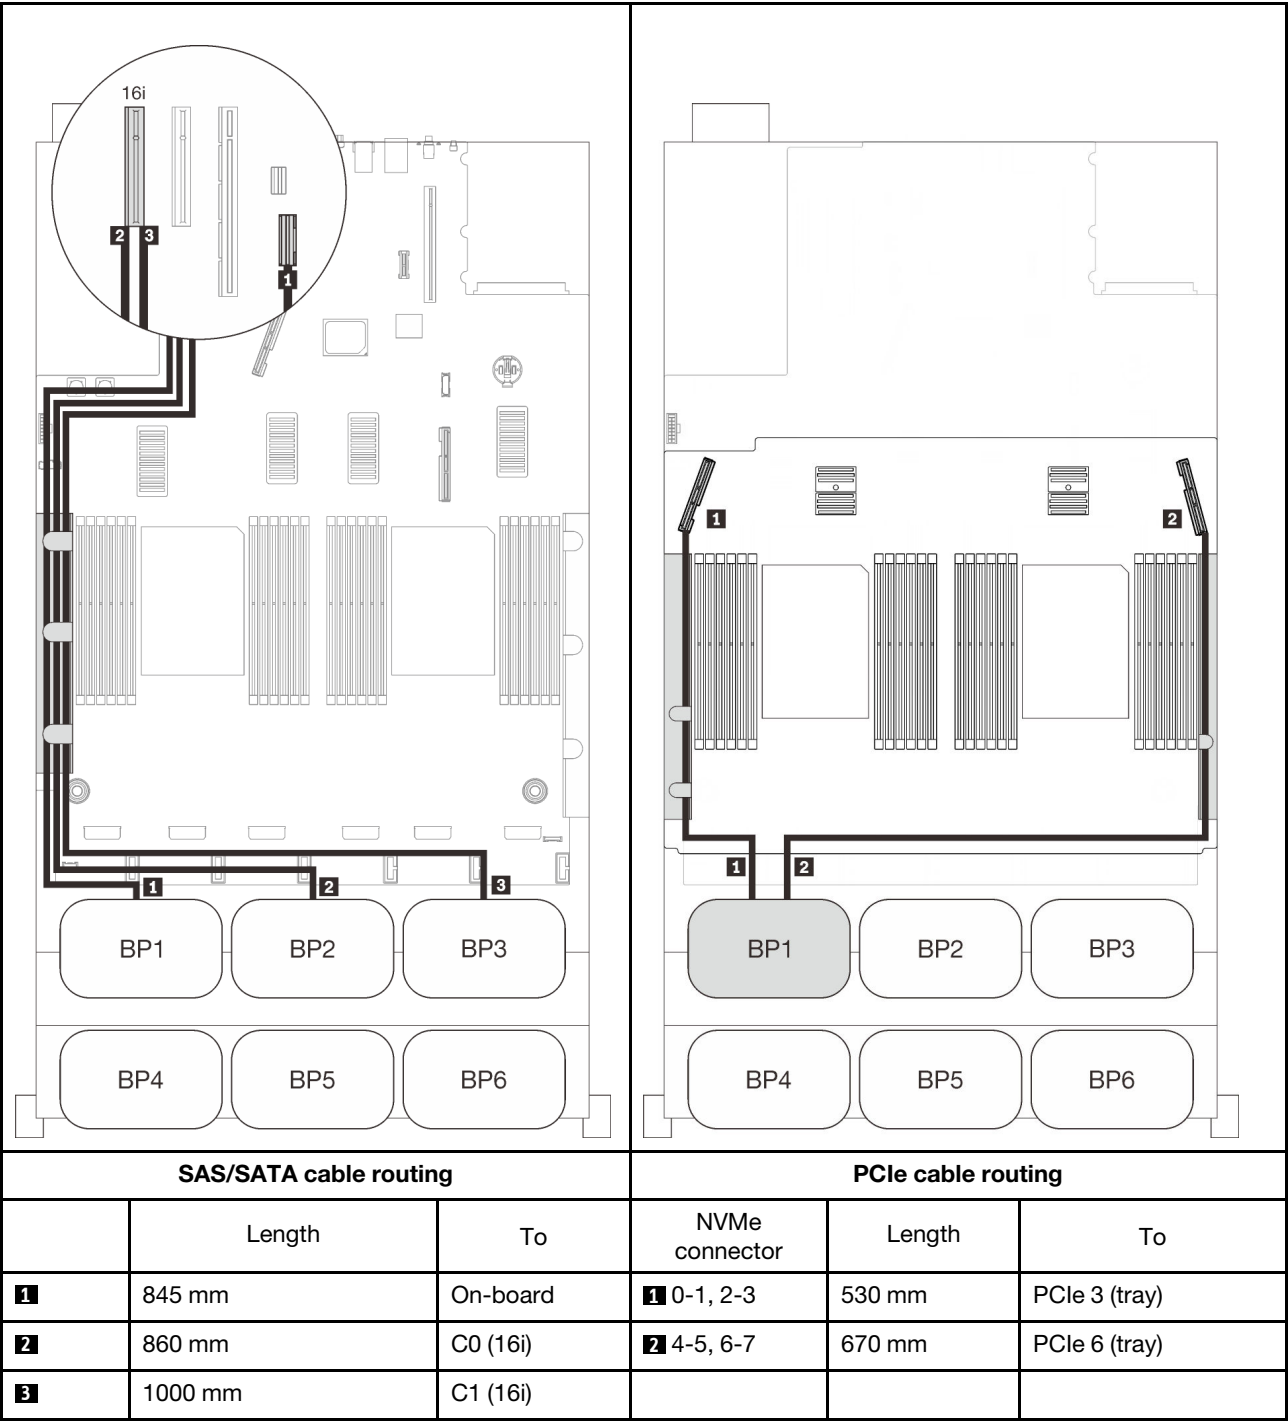 16i
2 3
1
1 2 3
BP1 BP2 BP3
BP4 BP5 BP6
1 2
1 2
BP1 BP2 BP3
BP4 BP5 BP6
SAS/SATA cable routing
PCIe cable routing
Length To
NVMe connector Length To
1 845 mm On-board
1 0-1, 2-3 530 mm PCIe 3 (tray)
2 860 mm C0 (16i)
2 4-5, 6-7 670 mm PCIe 6 (tray)
3 1000 mm C1 (16i)